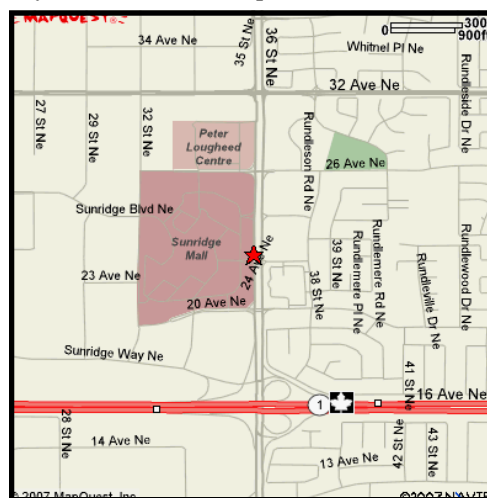 MAPQUEST
300
0
900ft
34 Ave Ne
35 St Ne
36 St Ne
Whitnel Pl Ne
32 Ave Ne
Rundleside Dr Ne
27 St Ne
29 St Ne
32 St Ne
Peter
Lougheed
Centre
Rundleson Rd Ne
26 Ave Ne
Sunridge Blvd Ne
Sunridge
Mall
24 Ave Ne
39 St Ne
Rundlemere Pl Ne
Rundlemere Rd Ne
Rundlewood Dr Ne
Rundleville Dr Ne
23 Ave Ne
38 St Ne
20 Ave Ne
Sunridge Way Ne
41 St Ne
16 Ave Ne
1
28 St Ne
14 Ave Ne
42 St Ne
43 St Ne
13 Ave Ne
© 2007 MapQuest, Inc.
©2007 NAVTE